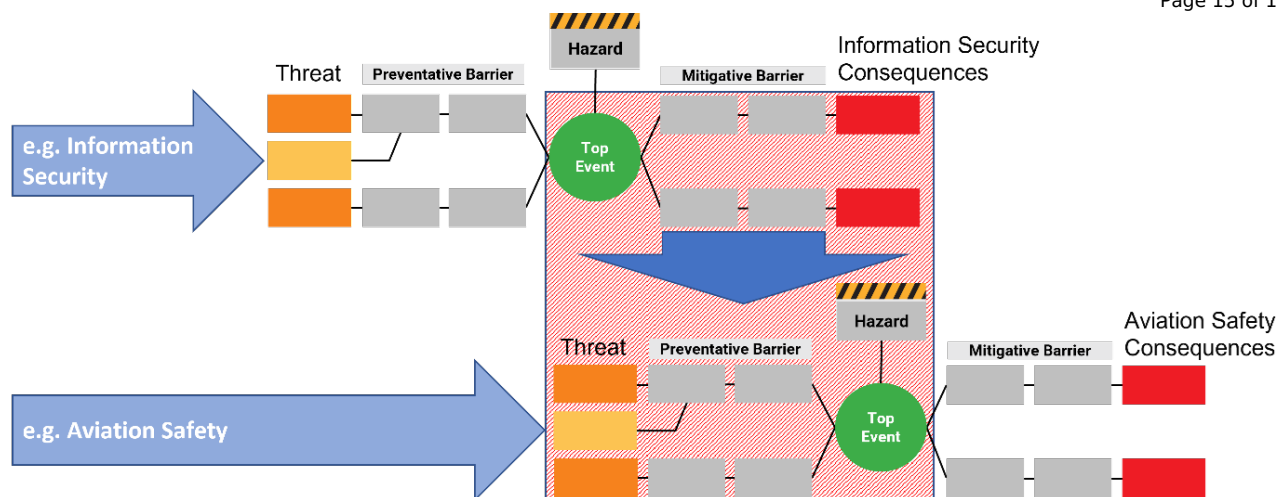 Page 15 of 1
Hazard
Information Security
Consequences
Threat
Preventative Barrier
Mitigative Barrier
e.g. Information
Security
Top
Event
Hazard
Aviation Safety
Consequences
Threat
Preventative Barrier
Mitigative Barrier
e.g. Aviation Safety
Top
Event